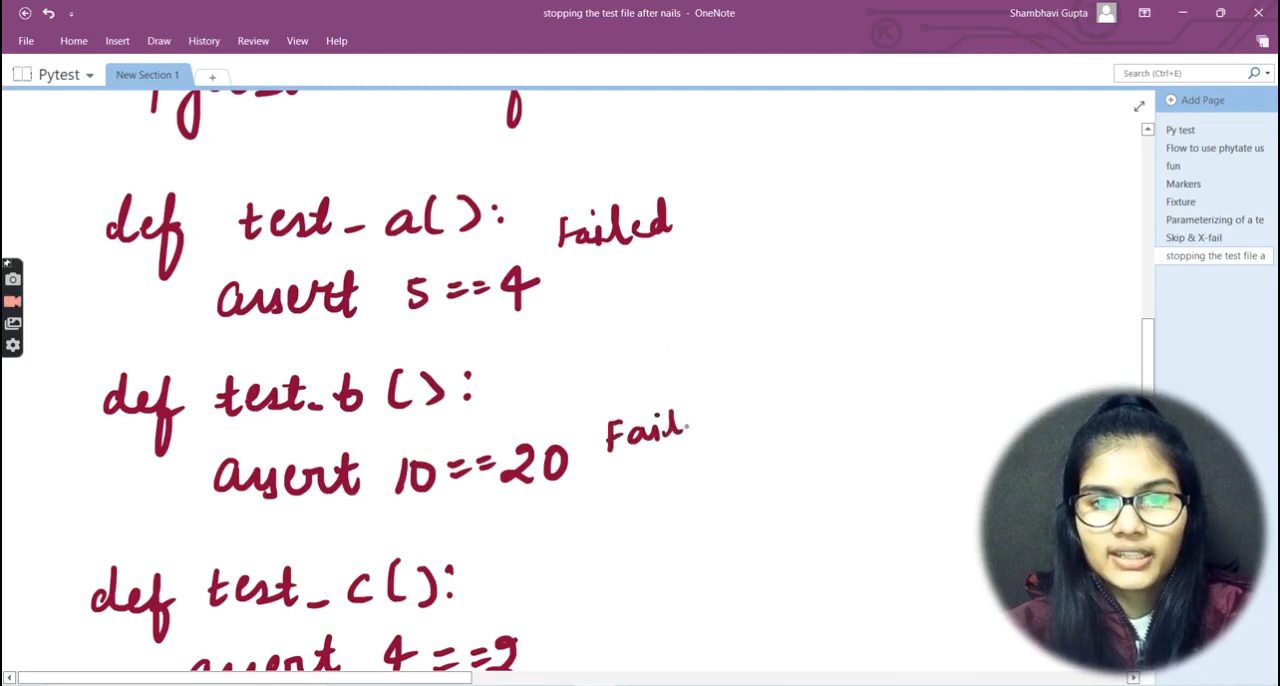 stopping the test file after nails - OneNote
Shambhavi Gupta
File Home Insert Draw History Review View Help
Pytest
New Section 1
Search (Ctrl+E)
Add Page
Py test
Flow to use phytate us
fun
Markers
Fixture
Parameterizing of a te
Skip & X-fail
stopping the test file a
def test_a(): Failed
assert 5==4
def test_b():
assert 10==20 Fail
def test_c():
assert 4==2